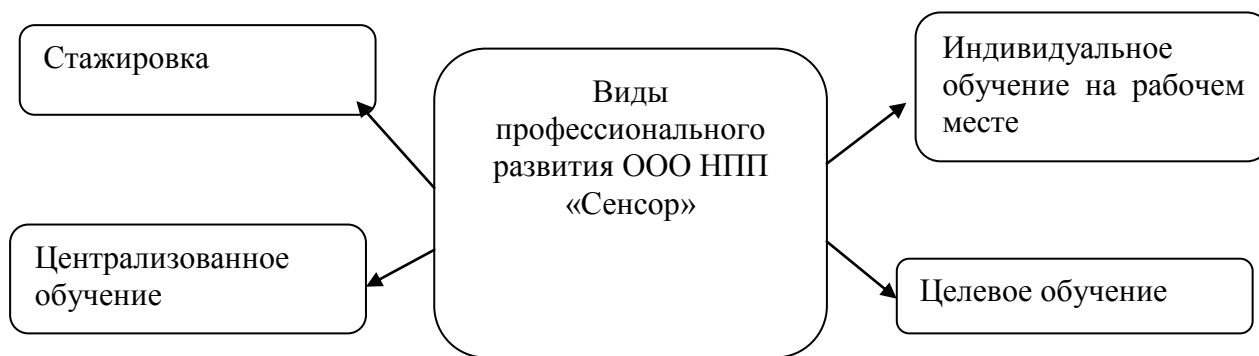 Стажировка
Виды
профессионального
развития ООО НПП
«Сенсор»
Индивидуальное
обучение на рабочем
месте
Централизованное
обучение
Целевое обучение